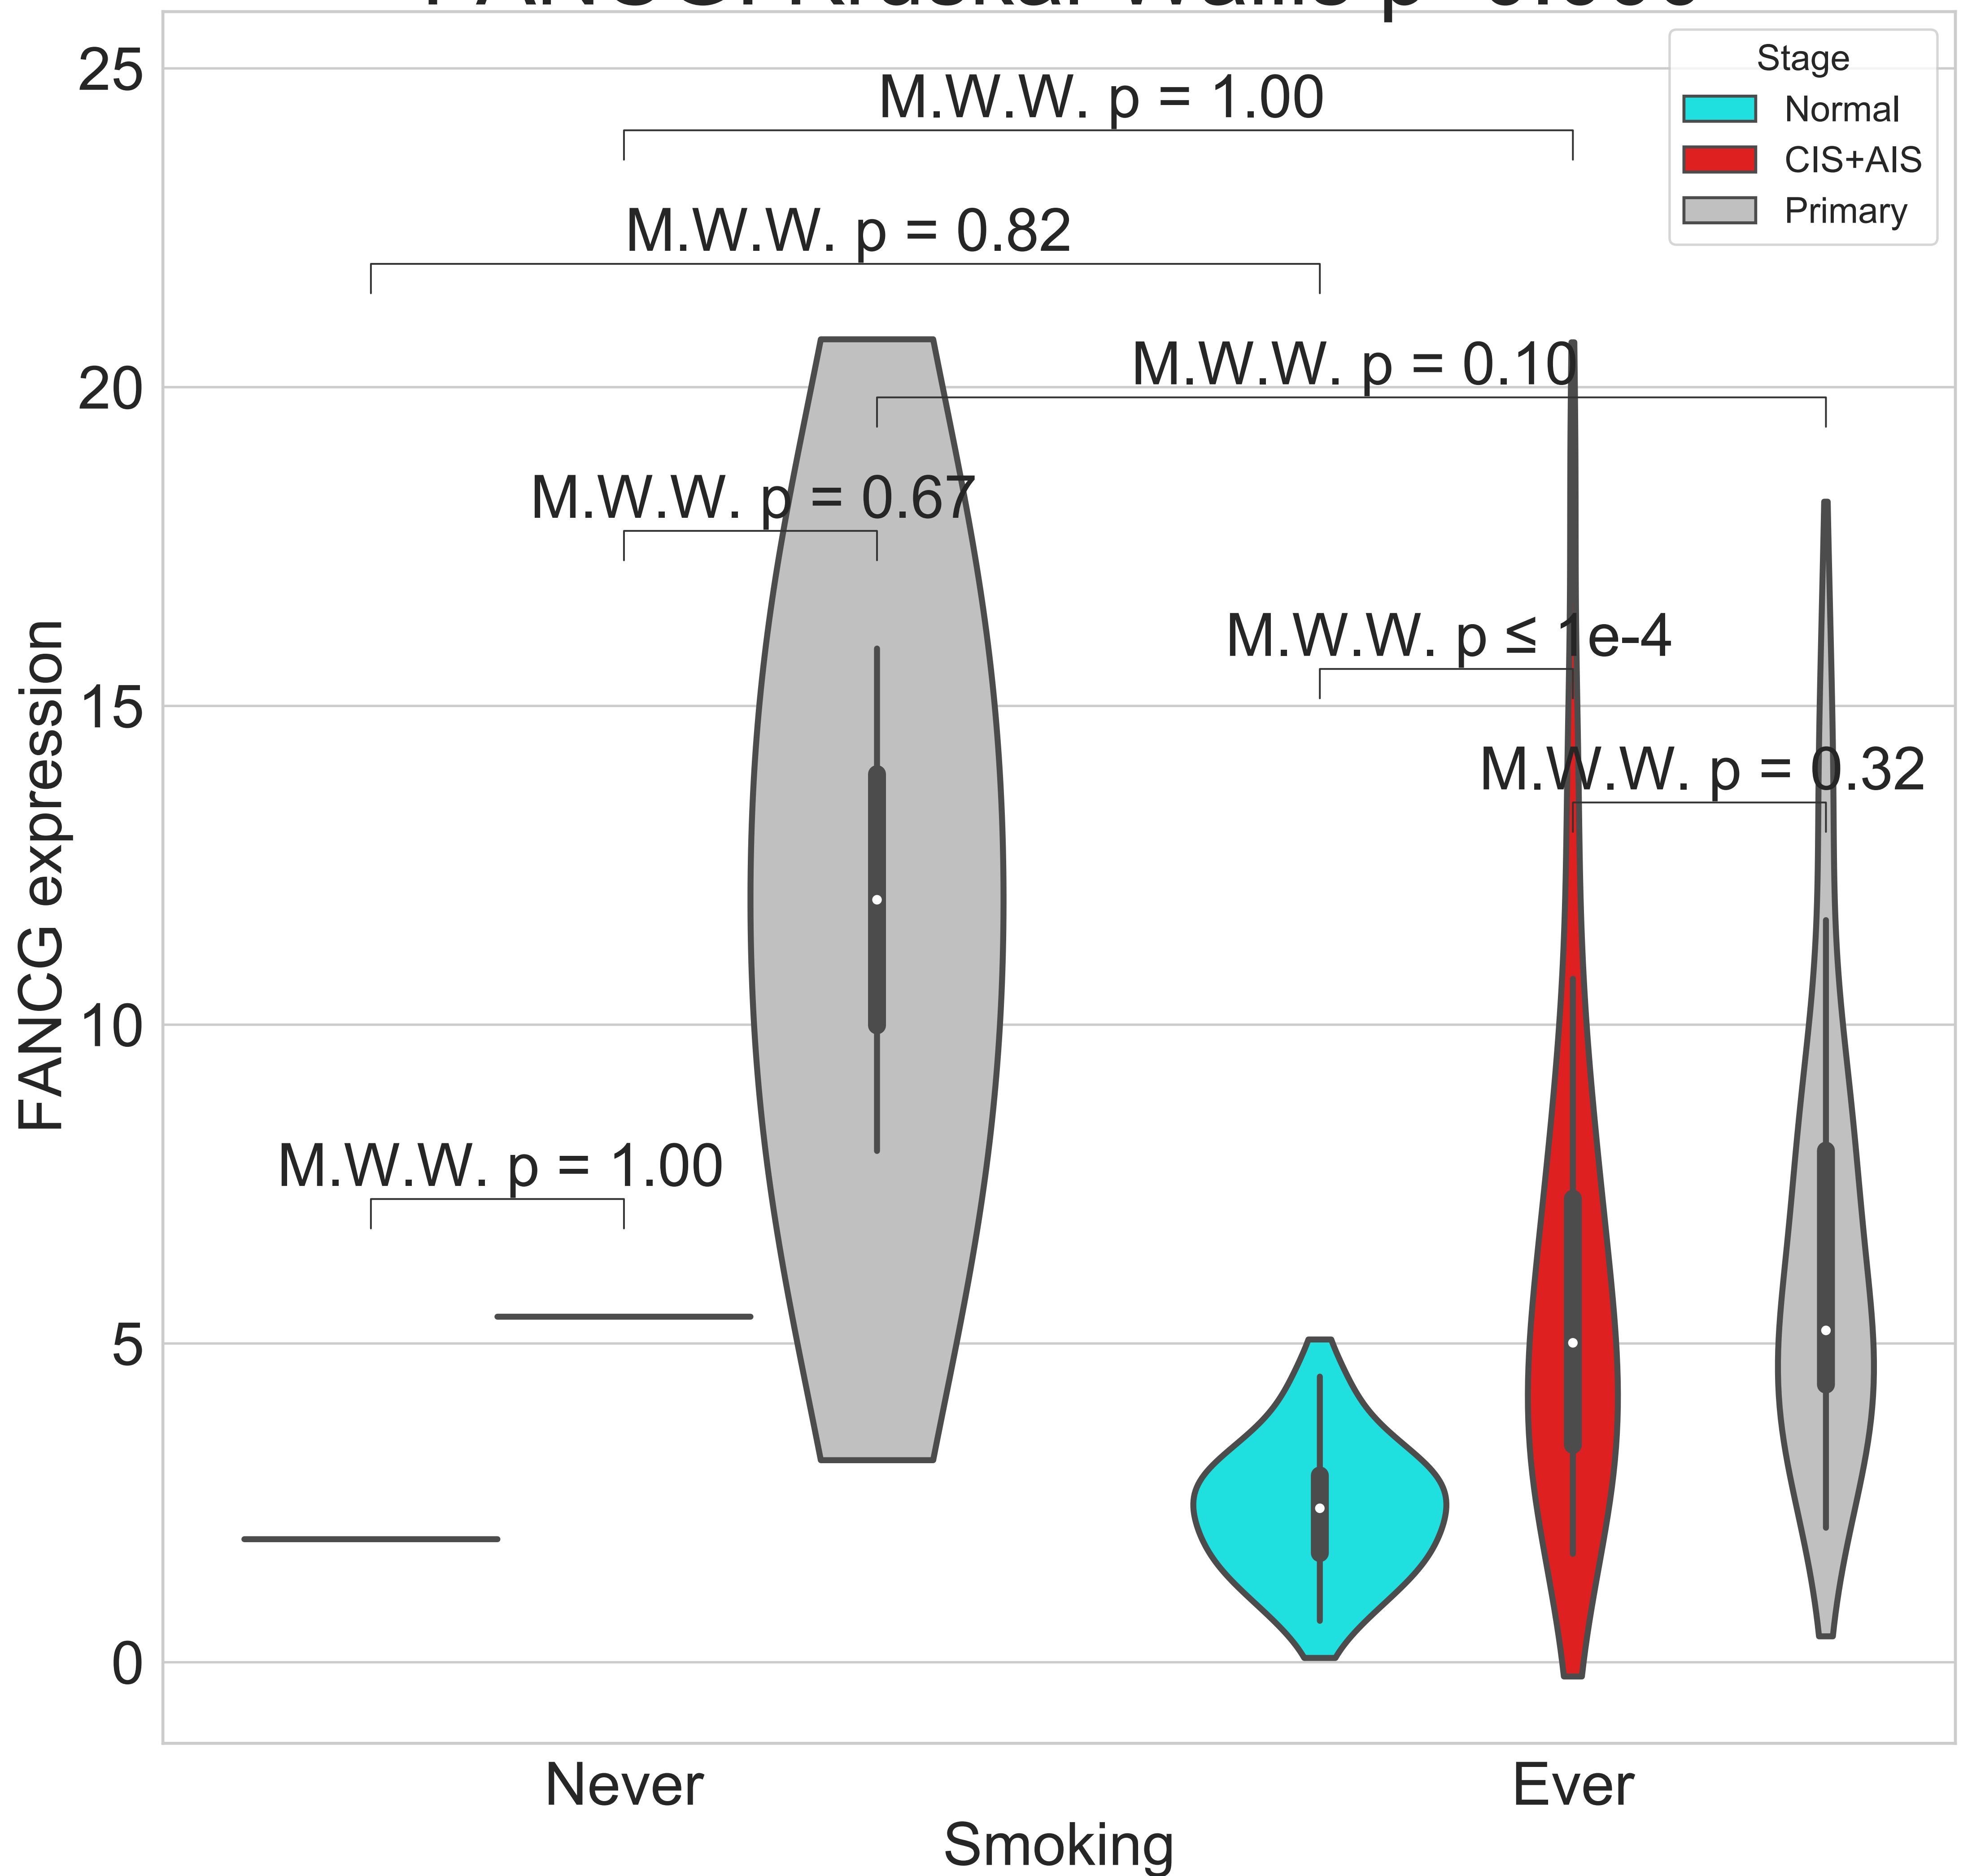 Stage
Normal
CIS+AIS
Primary
M.W.W. p = 1.00
M.W.W. p = 0.82
M.W.W. p = 0.10
M.W.W. p = 0.67
M.W.W. p ≤ 1e-4
M.W.W. p = 0.32
M.W.W. p = 1.00
25
20
15
10
5
0
FANCG expression
Never
Ever
Smoking